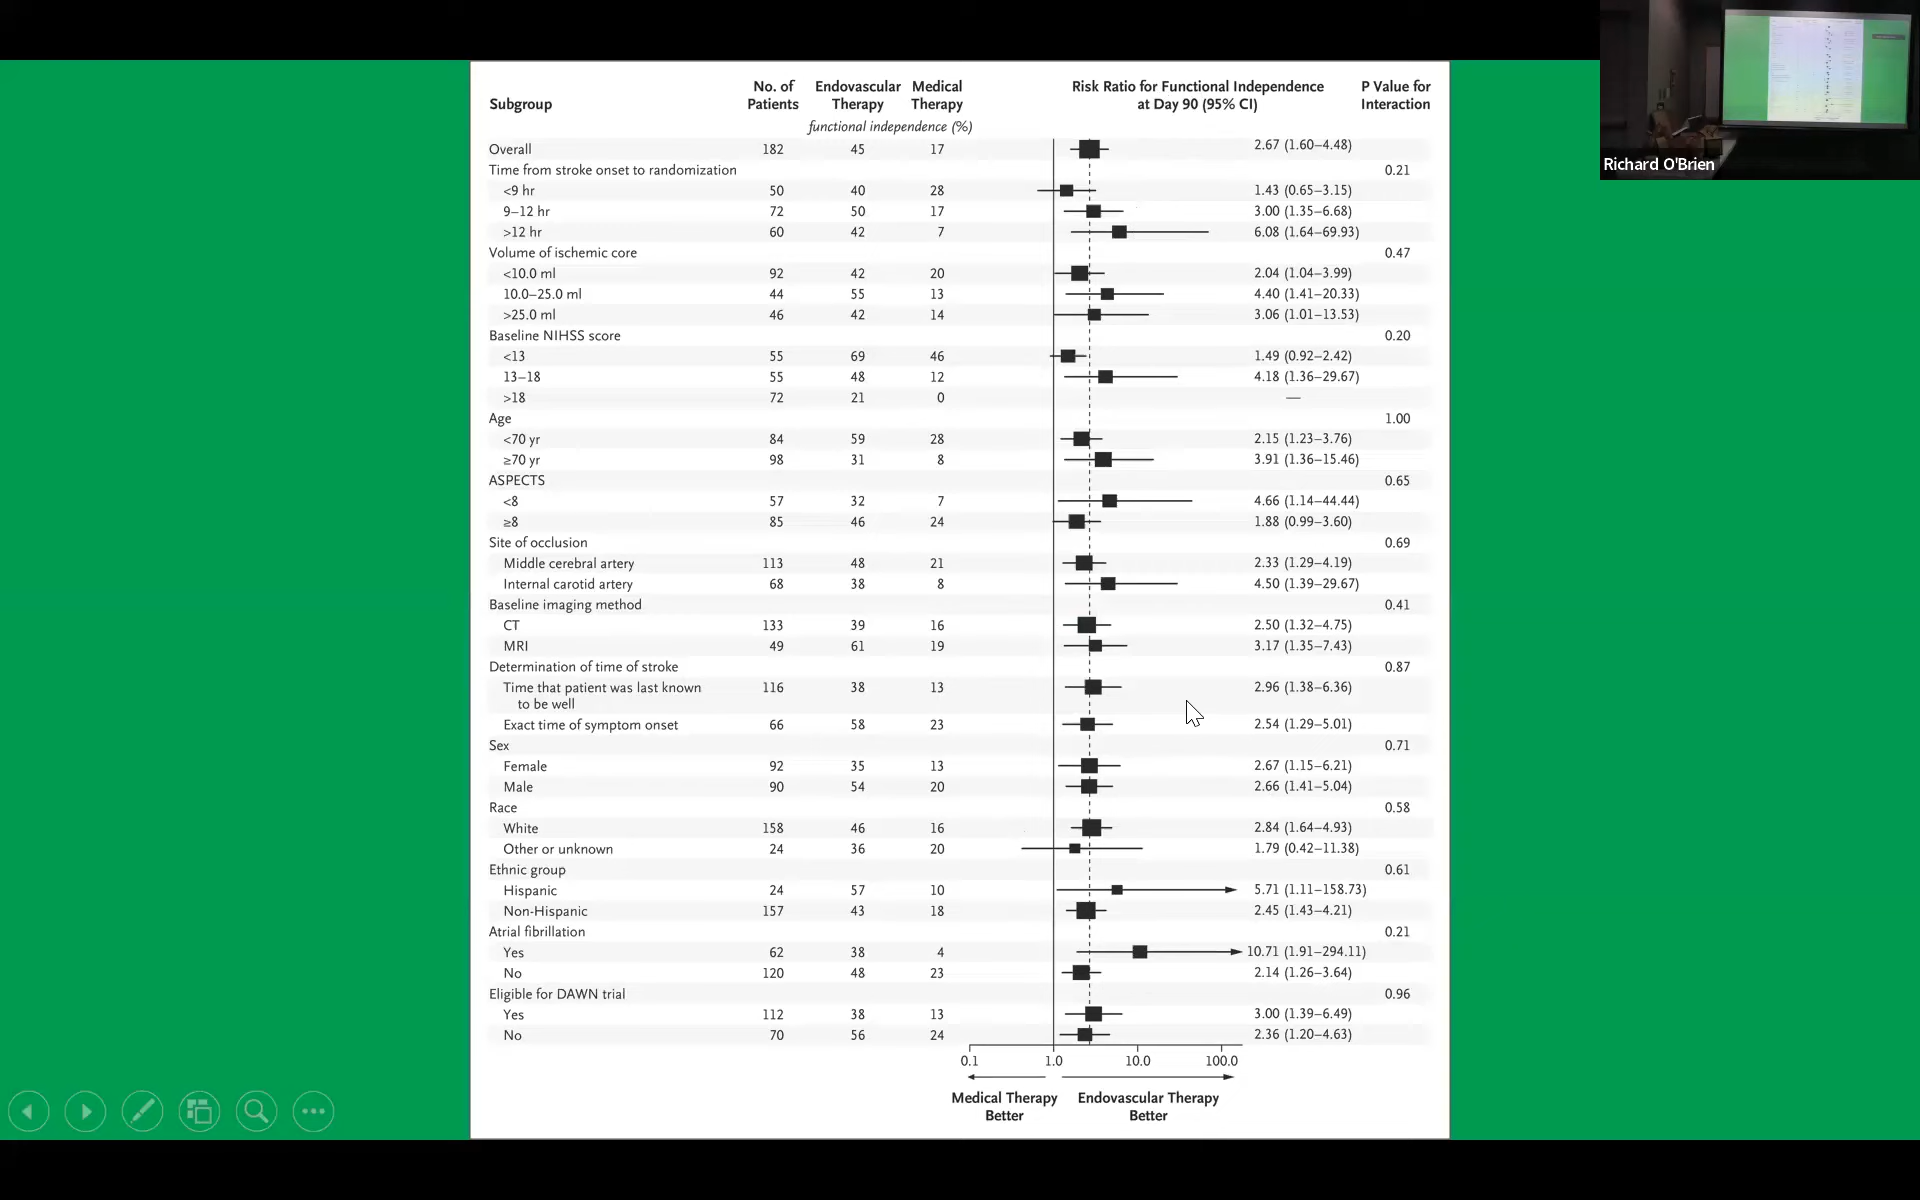 No. of Endovascular Medical Risk Ratio for Functional Independence P Value for
Subgroup Patients Therapy Therapy at Day 90 (95% CI) Interaction
functional independence (%)
Overall 182 45 17 2.67 (1.60–4.48)
Time from stroke onset to randomization 0.21
<9 hr 50 40 28 1.43 (0.65–3.15)
9–12 hr 72 50 17 3.00 (1.35–6.68)
>12 hr 60 42 7 6.08 (1.64–69.93)
Volume of ischemic core 0.47
<10.0 ml 92 42 20 2.04 (1.04–3.99)
10.0–25.0 ml 44 55 13 4.40 (1.41–20.33)
>25.0 ml 46 42 14 3.06 (1.01–13.53)
Baseline NIHSS score 0.20
<13 55 69 46 1.49 (0.92–2.42)
13–18 55 48 12 4.18 (1.36–29.67)
>18 72 21 0 —
Age 1.00
<70 yr 84 59 28 2.15 (1.23–3.76)
≥70 yr 98 31 8 3.91 (1.36–15.46)
ASPECTS 0.65
<8 57 32 7 4.66 (1.14–44.44)
≥8 85 46 24 1.88 (0.99–3.60)
Site of occlusion 0.69
Middle cerebral artery 113 48 21 2.33 (1.29–4.19)
Internal carotid artery 68 38 8 4.50 (1.39–29.67)
Baseline imaging method 0.41
CT 133 39 16 2.50 (1.32–4.75)
MRI 49 61 19 3.17 (1.35–7.43)
Determination of time of stroke 0.87
Time that patient was last known 116 38 13 2.96 (1.38–6.36)
to be well
Exact time of symptom onset 66 58 23 2.54 (1.29–5.01)
Sex 0.71
Female 92 35 13 2.67 (1.15–6.21)
Male 90 54 20 2.66 (1.41–5.04)
Race 0.58
White 158 46 16 2.84 (1.64–4.93)
Other or unknown 24 36 20 1.79 (0.42–11.38)
Ethnic group 0.61
Hispanic 24 57 10 5.71 (1.11–158.73)
Non-Hispanic 157 43 18 2.45 (1.43–4.21)
Atrial fibrillation 0.21
Yes 62 38 4 10.71 (1.91–294.11)
No 120 48 23 2.14 (1.26–3.64)
Eligible for DAWN trial 0.96
Yes 112 38 13 3.00 (1.39–6.49)
No 70 56 24 2.36 (1.20–4.63)
0.1 1.0 10.0 100.0
Medical Therapy Endovascular Therapy
Better Better
Richard O'Brien